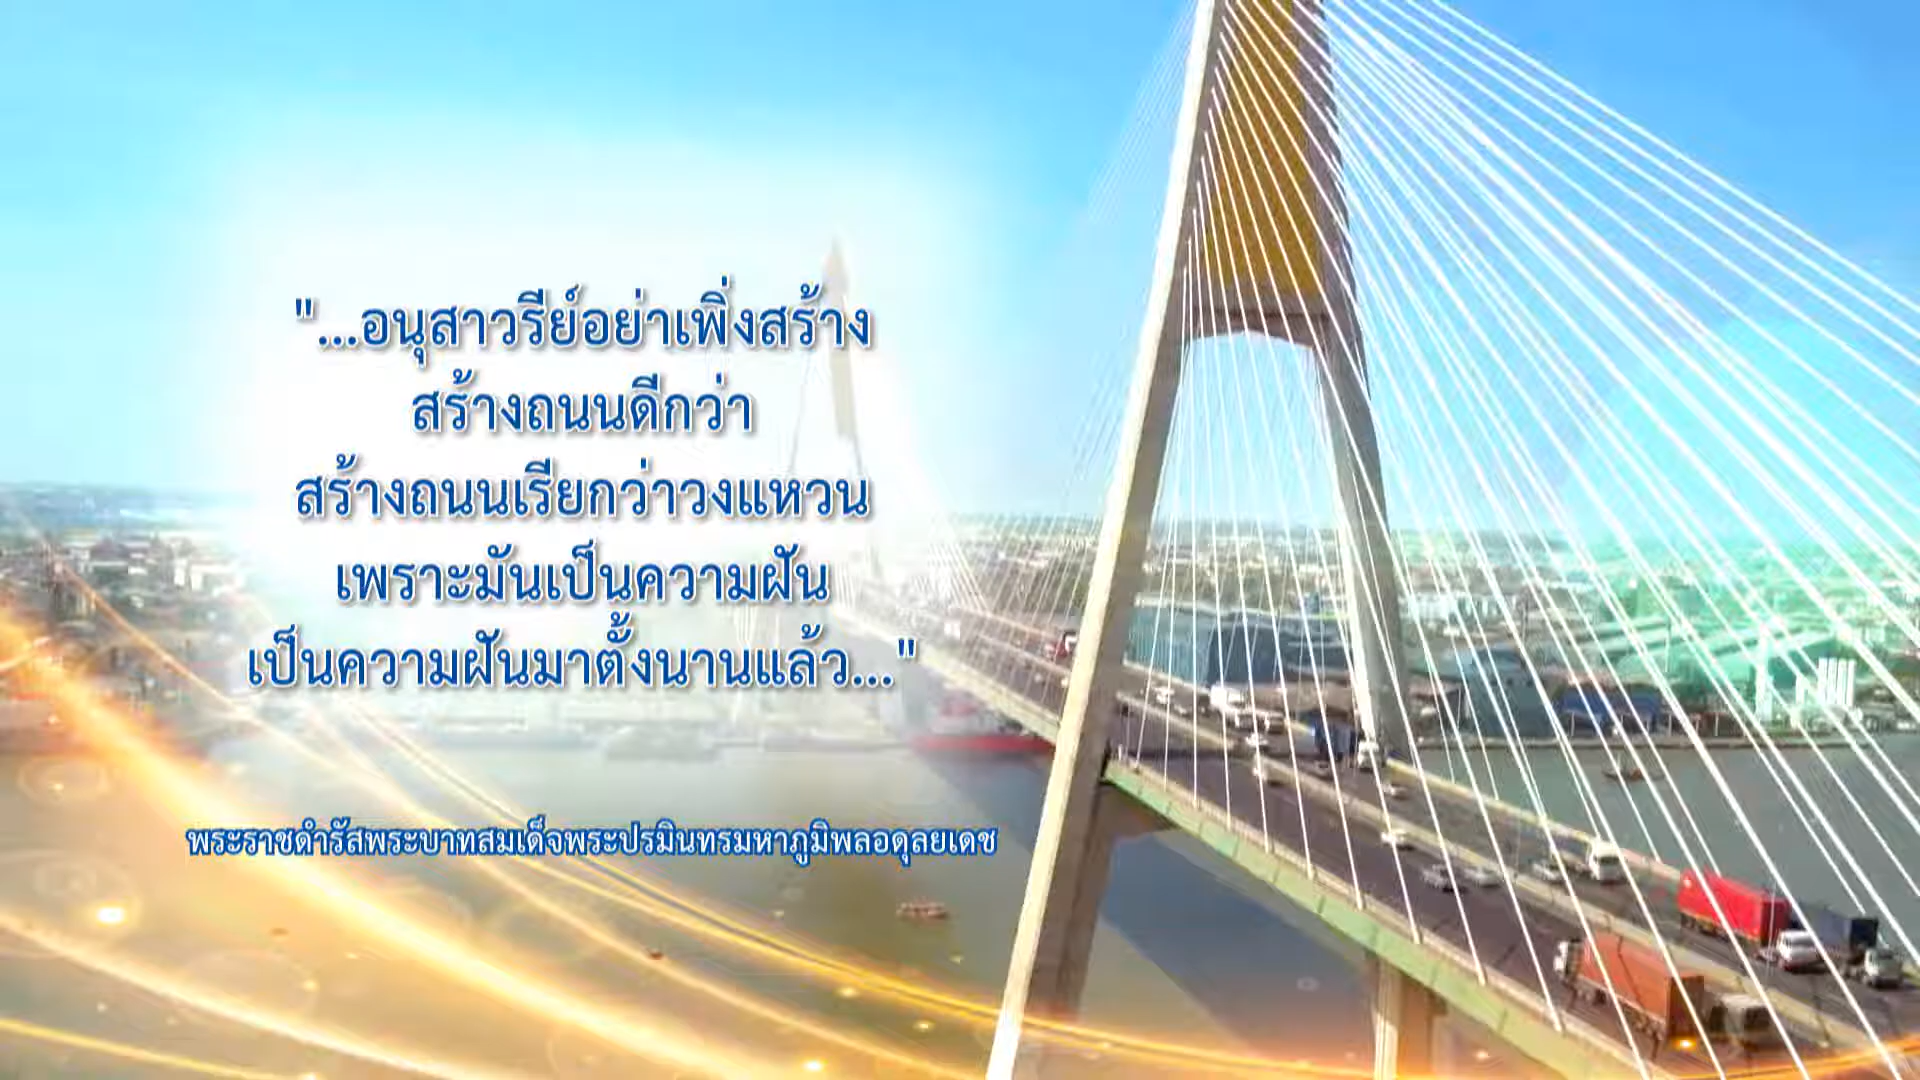 "...อนุสาวรีย์อย่าเพิ่งสร้าง
สร้างถนนดีกว่า
สร้างถนนเรียกว่าวงแหวน
เพราะมันเป็นความฝัน
เป็นความฝันมาตั้งนานแล้ว..."
พระราชดำรัสพระบาทสมเด็จพระปรมินทรมหาภูมิพลอดุลยเดช